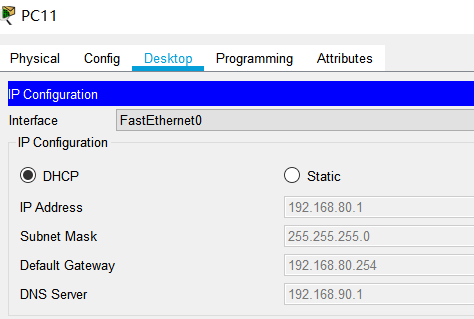 PC11
Physical Config Desktop Programming Attributes
IP Configuration
Interface FastEthernet0
IP Configuration
DHCP Static
IP Address 192.168.80.1
Subnet Mask 255.255.255.0
Default Gateway 192.168.80.254
DNS Server 192.168.90.1